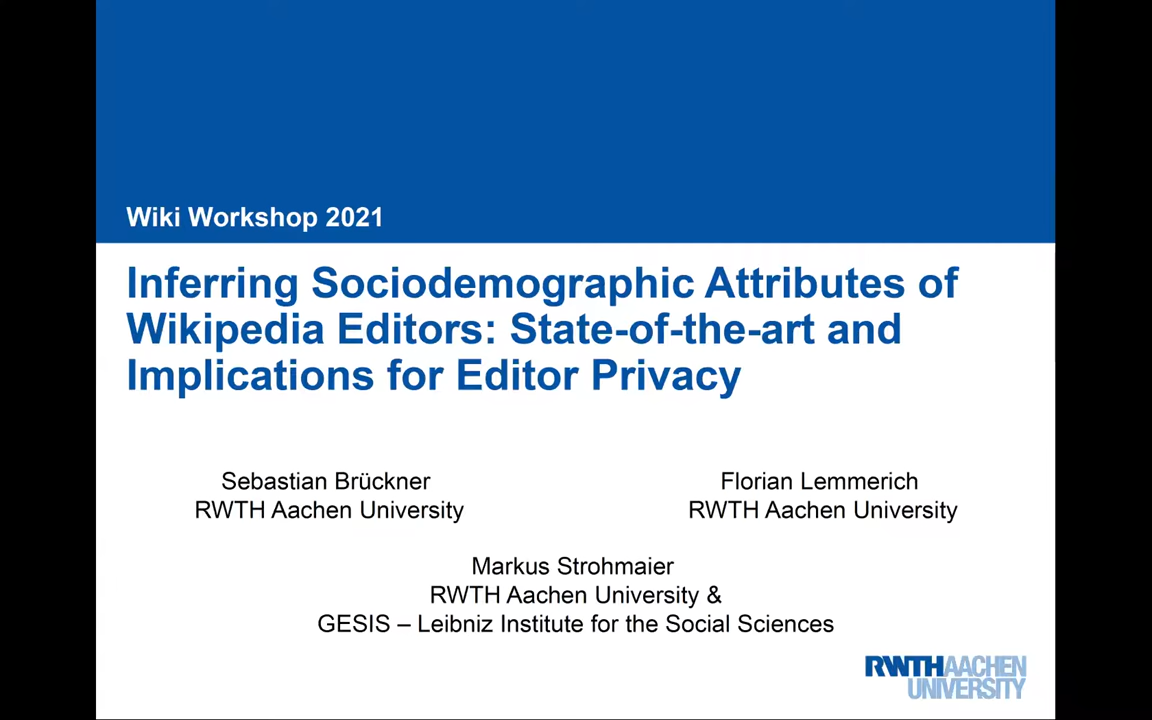 Wiki Workshop 2021
Inferring Sociodemographic Attributes of
Wikipedia Editors: State-of-the-art and
Implications for Editor Privacy
Sebastian Brückner
RWTH Aachen University
Florian Lemmerich
RWTH Aachen University
Markus Strohmaier
RWTH Aachen University &
GESIS – Leibniz Institute for the Social Sciences
RWTHAACHEN
UNIVERSITY